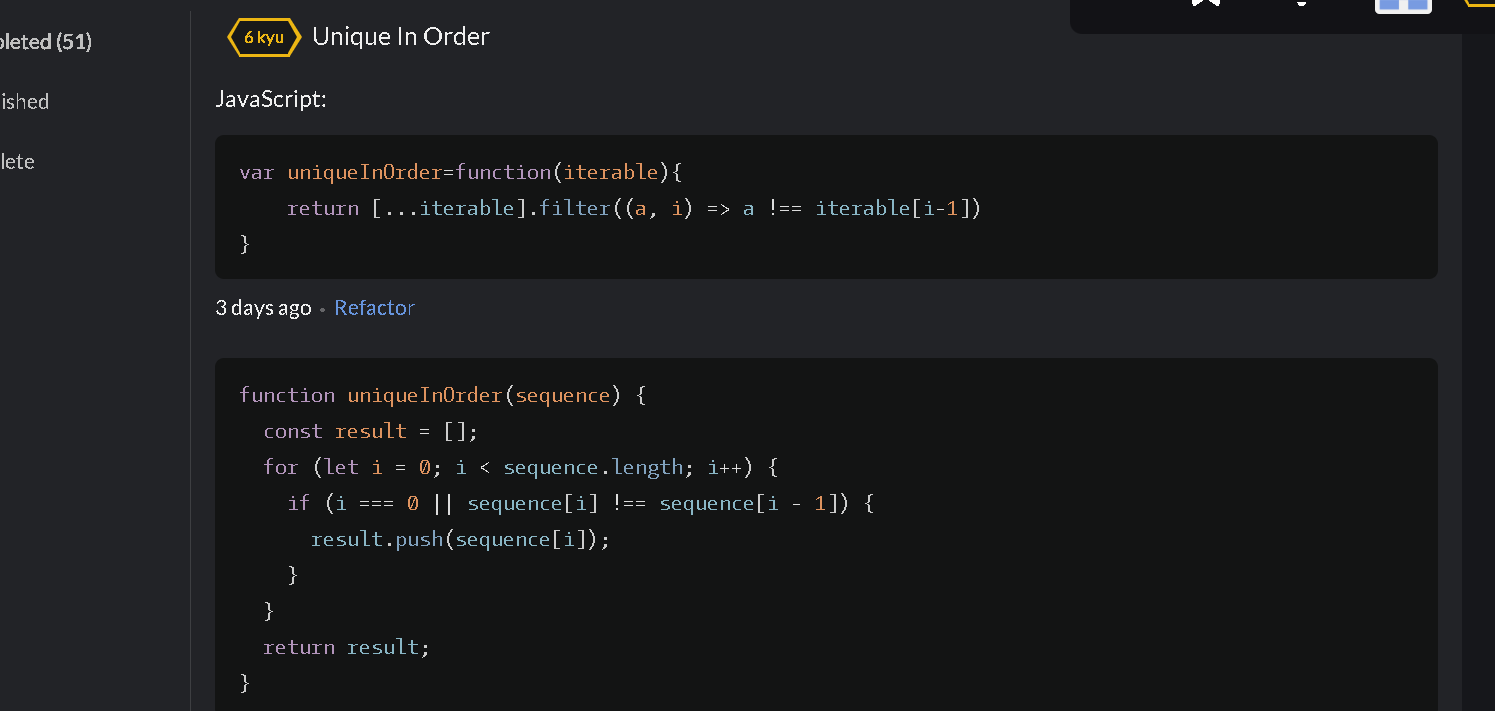 pleted (51)
ished
lete
6 kyu Unique In Order
JavaScript:
var uniqueInOrder=function(iterable){
    return [...iterable].filter((a, i) => a !== iterable[i-1])
}
3 days ago • Refactor
function uniqueInOrder(sequence) {
  const result = [];
  for (let i = 0; i < sequence.length; i++) {
    if (i === 0 || sequence[i] !== sequence[i - 1]) {
      result.push(sequence[i]);
    }
  }
  return result;
}